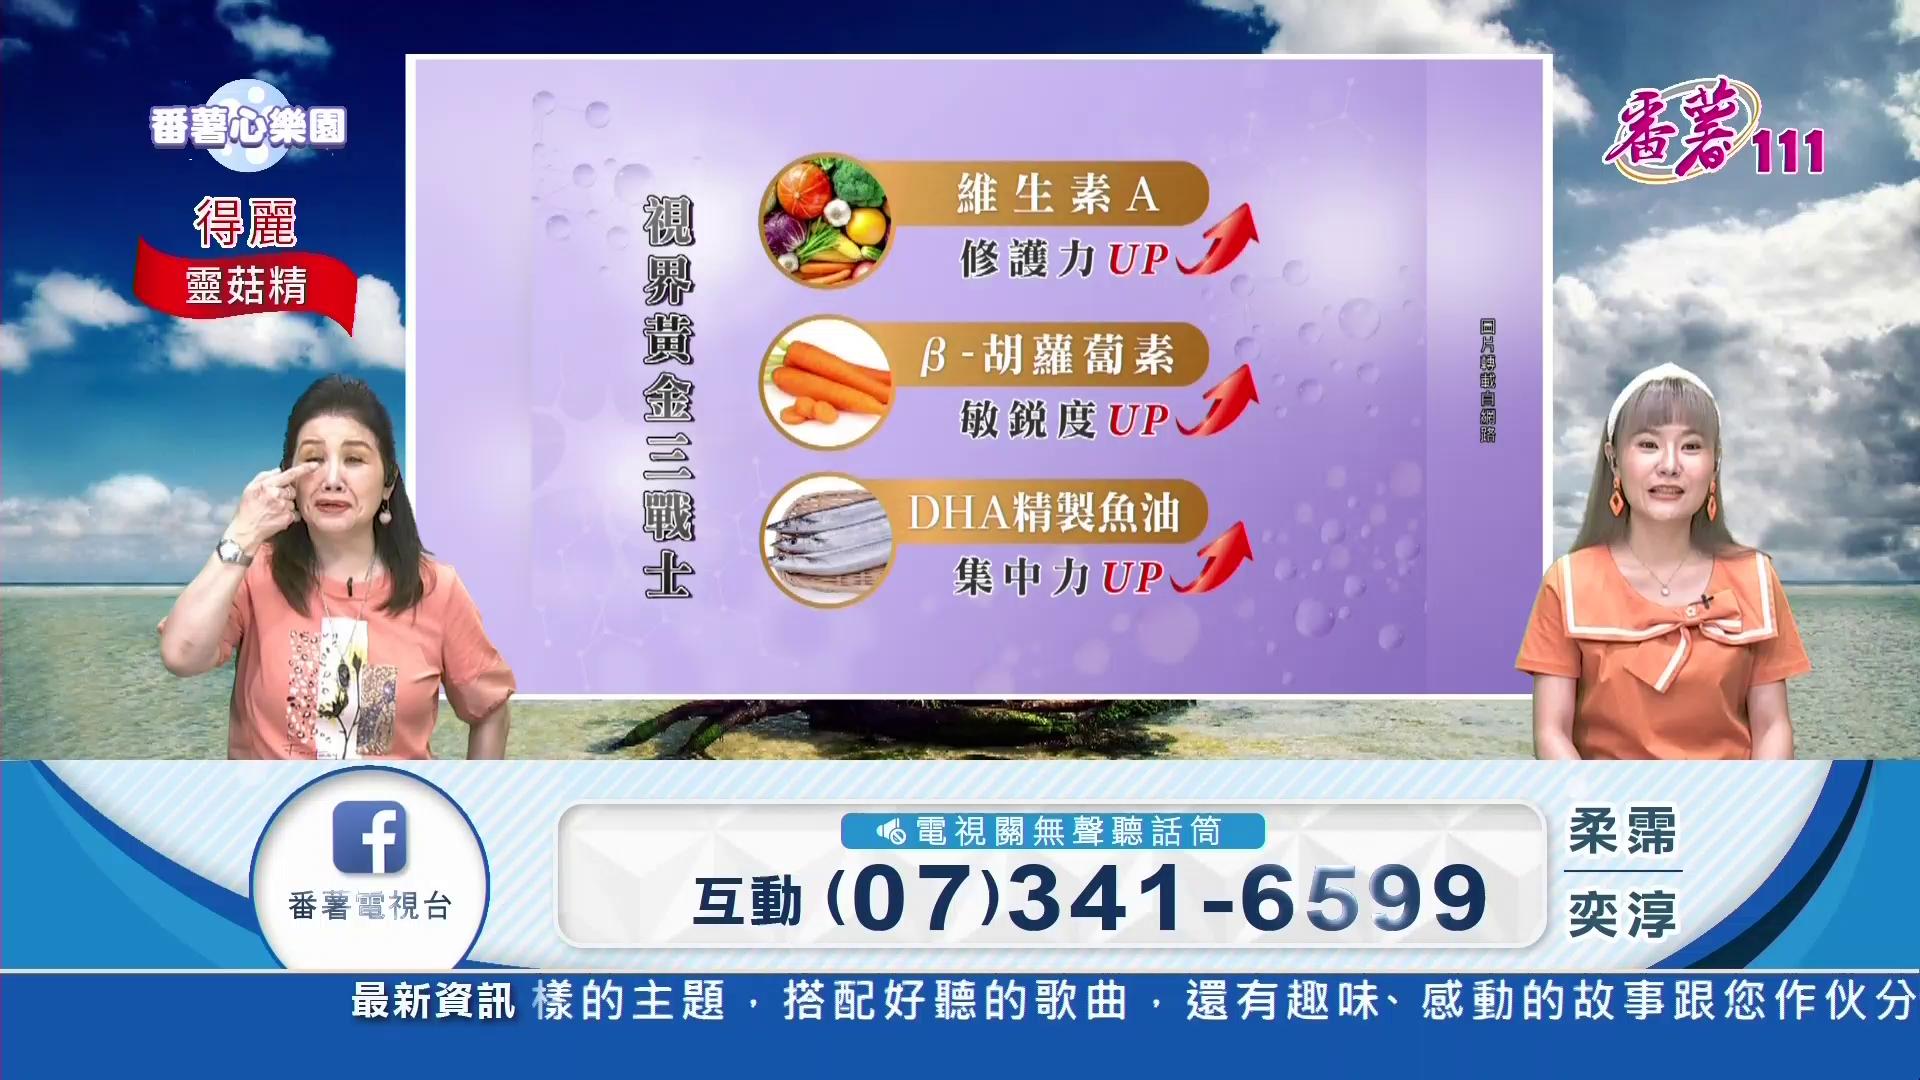 番薯心樂園
得麗
靈菇精
番薯111
視界黃金三戰士
維生素A
修護力UP
β-胡蘿蔔素
敏銳度UP
DHA精製魚油
集中力UP
圖片轉載自網路
番薯電視台
電視關無聲聽話筒
互動 (07)341-6599
柔霈
奕淳
最新資訊 樣的主題，搭配好聽的歌曲，還有趣味、感動的故事跟您作伙分